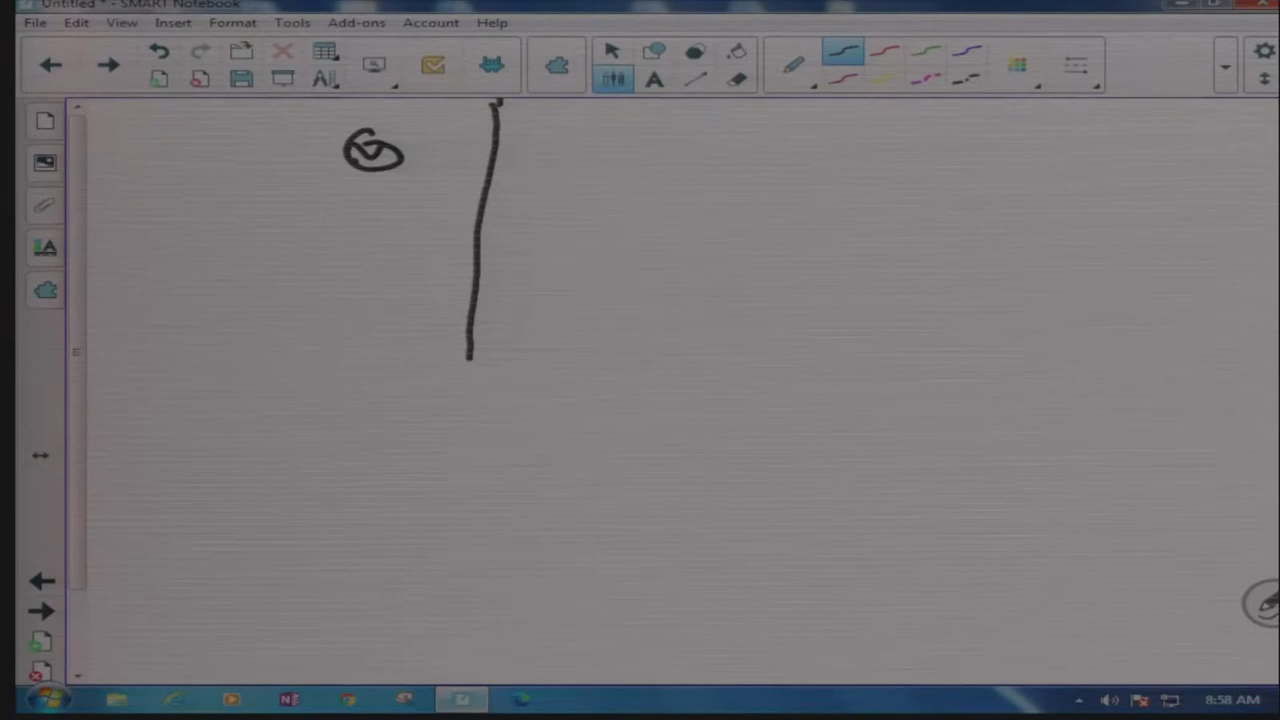 Untitled * - SMART Notebook
File Edit View Insert Format Tools Add-ons Account Help
8:58 AM